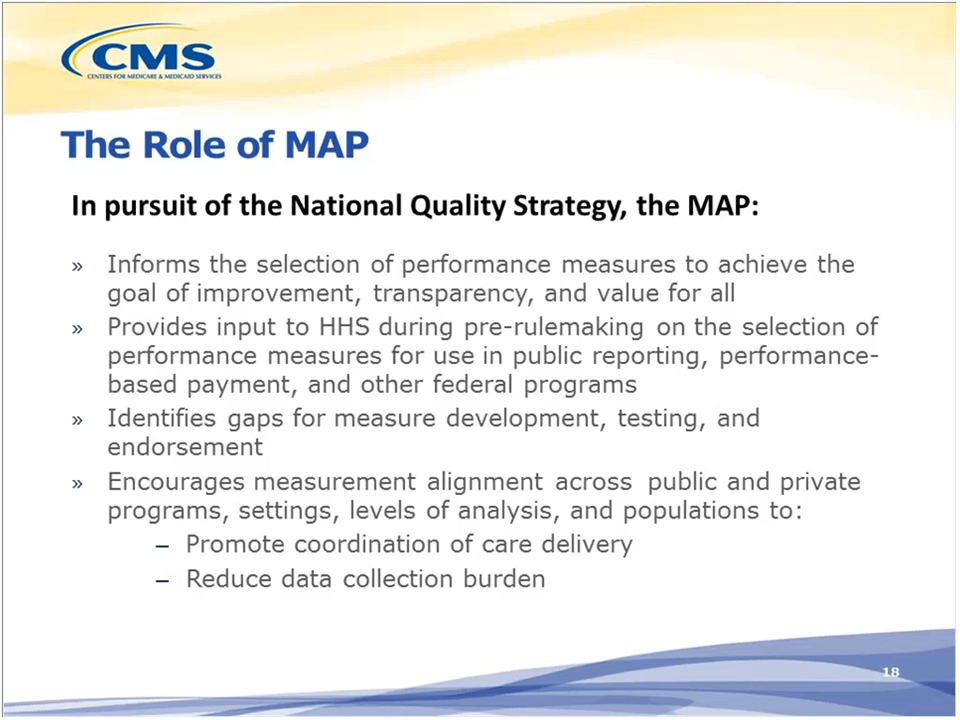 CMS
CENTERS FOR MEDICARE & MEDICAID SERVICES
The Role of MAP
In pursuit of the National Quality Strategy, the MAP:
» Informs the selection of performance measures to achieve the
goal of improvement, transparency, and value for all
» Provides input to HHS during pre-rulemaking on the selection of
performance measures for use in public reporting, performance-
based payment, and other federal programs
» Identifies gaps for measure development, testing, and
endorsement
» Encourages measurement alignment across public and private
programs, settings, levels of analysis, and populations to:
– Promote coordination of care delivery
– Reduce data collection burden
18